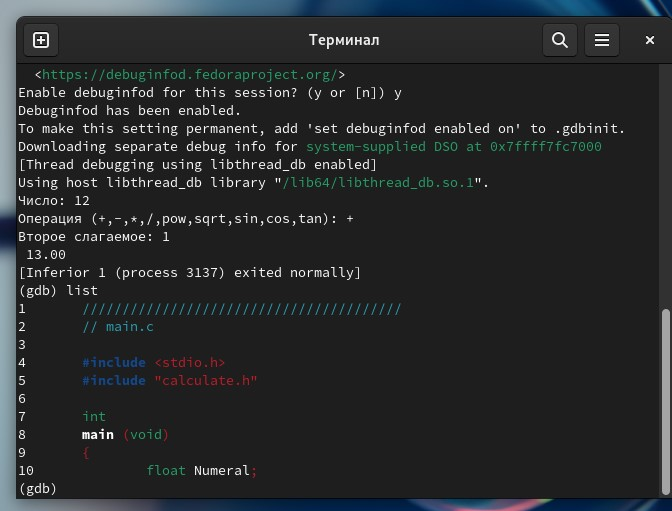 Терминал
<https://debuginfod.fedoraproject.org/>
Enable debuginfod for this session? (y or [n]) y
Debuginfod has been enabled.
To make this setting permanent, add 'set debuginfod enabled on' to .gdbinit.
Downloading separate debug info for system-supplied DSO at 0x7ffff7fc7000
[Thread debugging using libthread_db enabled]
Using host libthread_db library "/lib64/libthread_db.so.1".
Число: 12
Операция (+,-,*,/,pow,sqrt,sin,cos,tan): +
Второе слагаемое: 1
 13.00
[Inferior 1 (process 3137) exited normally]
(gdb) list
1       ////////////////////////////////////////
2       // main.c
3
4       #include <stdio.h>
5       #include "calculate.h"
6
7       int
8       main (void)
9       {
10              float Numeral;
(gdb)